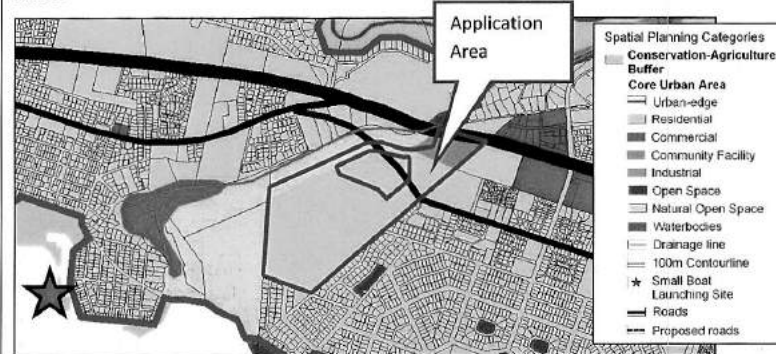 Application
Area
Spatial Planning Categories
Conservation-Agriculture
Buffer
Core Urban Area
Urban-edge
Residential
Commercial
Community Facility
Industrial
Open Space
Natural Open Space
Waterbodies
Drainage line
100m Contourline
Small Boat
Launching Site
Roads
Proposed roads